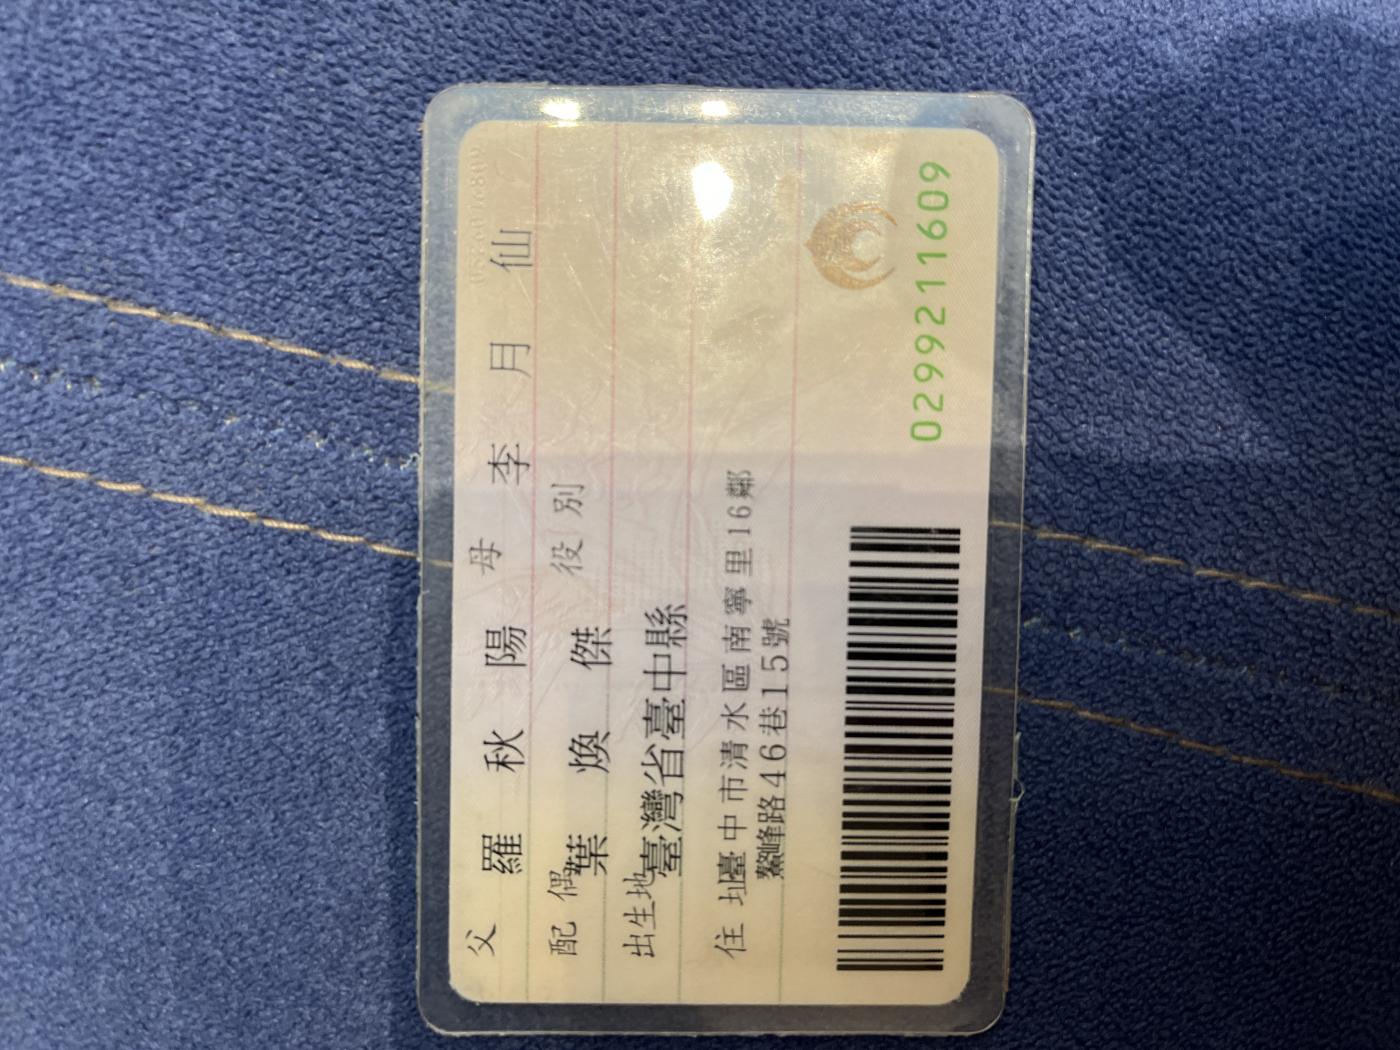 父 羅秋陽 母 李月仙
配偶 葉煥傑 役別
出生地 臺灣省臺中縣
住址 臺中市清水區南寧里16鄰
鰲峰路46巷15號
0299211609